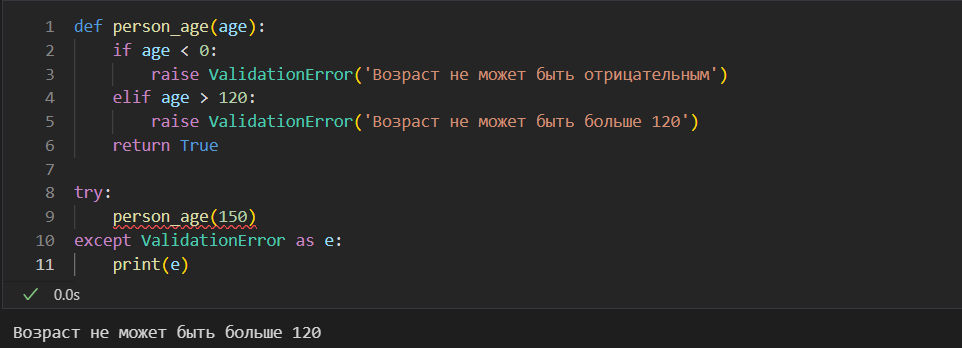 1 def person_age(age):
2     if age < 0:
3         raise ValidationError('Возраст не может быть отрицательным')
4     elif age > 120:
5         raise ValidationError('Возраст не может быть больше 120')
6     return True
7
8 try:
9     person_age(150)
10 except ValidationError as e:
11     print(e)
0.0s
Возраст не может быть больше 120